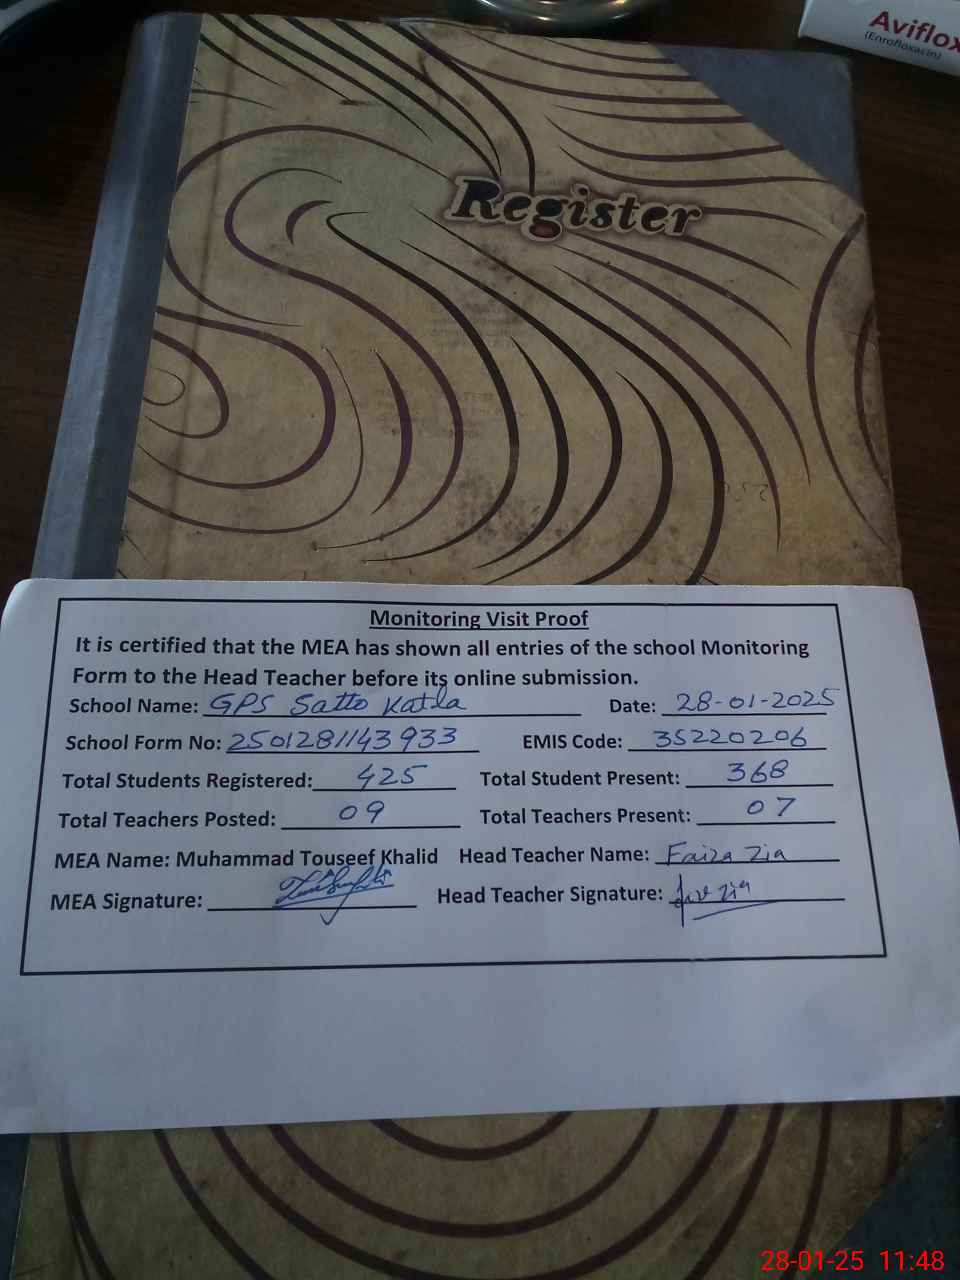 Aviflox
(Enrofloxacin)
Register
Monitoring Visit Proof
It is certified that the MEA has shown all entries of the school Monitoring
Form to the Head Teacher before its online submission.
School Name: GPS Satto Katla Date: 28-01-2025
School Form No: 2501281143933 EMIS Code: 35220206
Total Students Registered: 425 Total Student Present: 368
Total Teachers Posted: 09 Total Teachers Present: 07
MEA Name: Muhammad Touseef Khalid Head Teacher Name: Faiza Zia
MEA Signature: Head Teacher Signature:
28-01-25 11:48